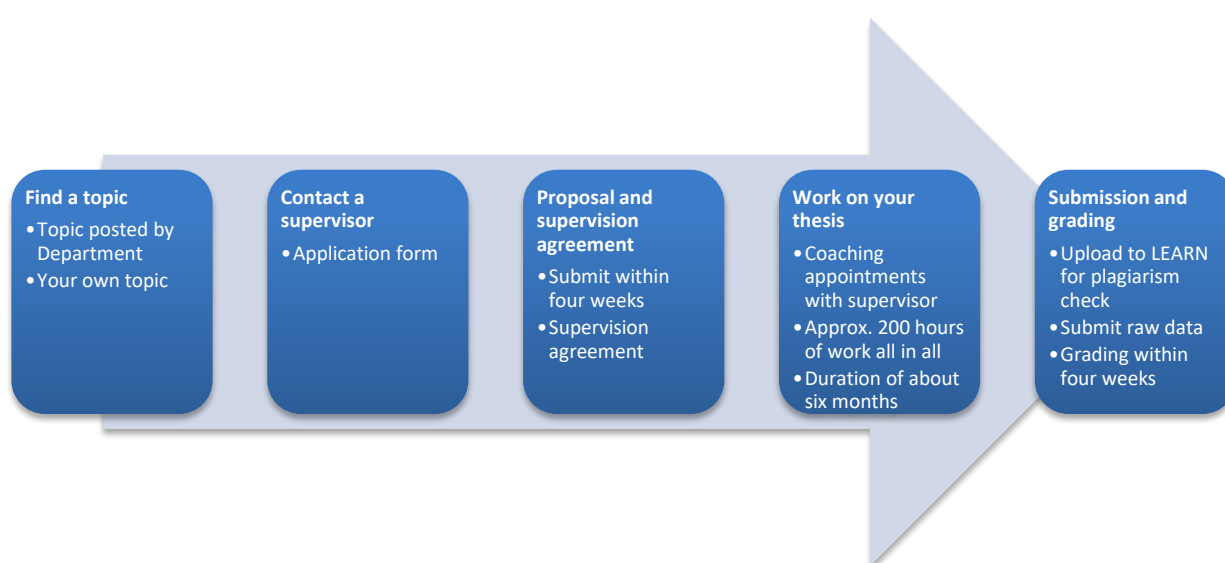 Find a topic
•Topic posted by
Department
•Your own topic
Contact a
supervisor
•Application form
Proposal and
supervision
agreement
•Submit within
four weeks
•Supervision
agreement
Work on your
thesis
•Coaching
appointments
with supervisor
•Approx. 200 hours
of work all in all
•Duration of about
six months
Submission and
grading
•Upload to LEARN
for plagiarism
check
•Submit raw data
•Grading within
four weeks